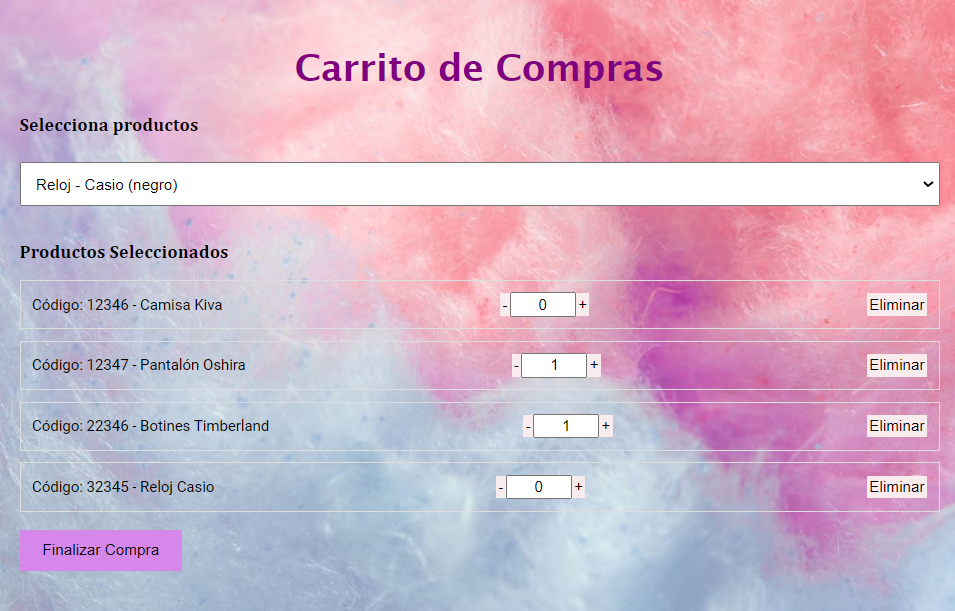 Carrito de Compras
Selecciona productos
Reloj - Casio (negro)
Productos Seleccionados
Código: 12346 - Camisa Kiva - 0 + Eliminar
Código: 12347 - Pantalón Oshira - 1 + Eliminar
Código: 22346 - Botines Timberland - 1 + Eliminar
Código: 32345 - Reloj Casio - 0 + Eliminar
Finalizar Compra